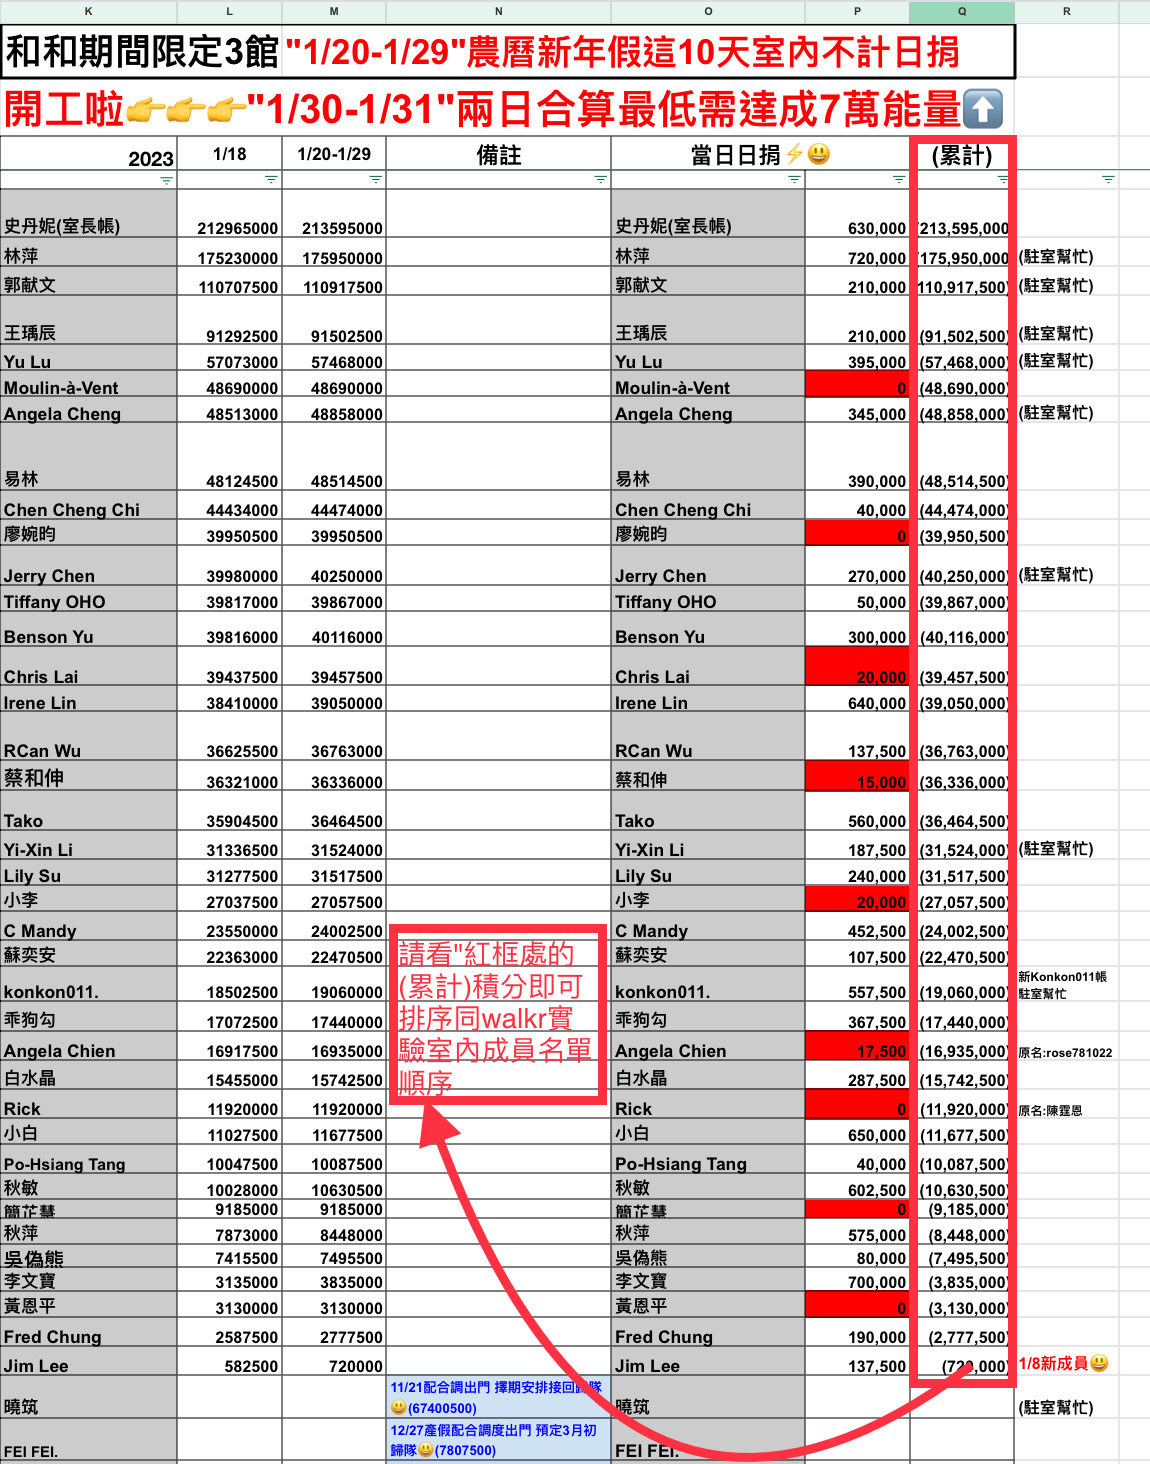 K L M N O P Q R
和和期間限定3館 "1/20-1/29"農曆新年假這10天室內不計日捐
開工啦👉👉👉"1/30-1/31"兩日合算最低需達成7萬能量⬆️
2023 1/18 1/20-1/29 備註 當日日捐⚡😃 (累計)
史丹妮(室長帳) 212965000 213595000 史丹妮(室長帳) 630,000 (213,595,000
林萍 175230000 175950000 林萍 720,000 (175,950,000 (駐室幫忙)
郭献文 110707500 110917500 郭献文 210,000 110,917,500) (駐室幫忙)
王瑀辰 91292500 91502500 王瑀辰 210,000 (91,502,500) (駐室幫忙)
Yu Lu 57073000 57468000 Yu Lu 395,000 (57,468,000) (駐室幫忙)
Moulin-à-Vent 48690000 48690000 Moulin-à-Vent 0 (48,690,000)
Angela Cheng 48513000 48858000 Angela Cheng 345,000 (48,858,000) (駐室幫忙)
易林 48124500 48514500 易林 390,000 (48,514,500)
Chen Cheng Chi 44434000 44474000 Chen Cheng Chi 40,000 (44,474,000)
廖婉昀 39950500 39950500 廖婉昀 0 (39,950,500)
Jerry Chen 39980000 40250000 Jerry Chen 270,000 (40,250,000) (駐室幫忙)
Tiffany OHO 39817000 39867000 Tiffany OHO 50,000 (39,867,000)
Benson Yu 39816000 40116000 Benson Yu 300,000 (40,116,000)
Chris Lai 39437500 39457500 Chris Lai 20,000 (39,457,500)
Irene Lin 38410000 39050000 Irene Lin 640,000 (39,050,000)
RCan Wu 36625500 36763000 RCan Wu 137,500 (36,763,000)
蔡和伸 36321000 36336000 蔡和伸 15,000 (36,336,000)
Tako 35904500 36464500 Tako 560,000 (36,464,500)
Yi-Xin Li 31336500 31524000 Yi-Xin Li 187,500 (31,524,000) (駐室幫忙)
Lily Su 31277500 31517500 Lily Su 240,000 (31,517,500)
小李 27037500 27057500 小李 20,000 (27,057,500)
C Mandy 23550000 24002500 C Mandy 452,500 (24,002,500)
蘇奕安 22363000 22470500 蘇奕安 107,500 (22,470,500)
konkon011. 18502500 19060000 konkon011. 557,500 (19,060,000) 新Konkon011帳
駐室幫忙
乖狗勾 17072500 17440000 乖狗勾 367,500 (17,440,000)
Angela Chien 16917500 16935000 Angela Chien 17,500 (16,935,000) 原名:rose781022
白水晶 15455000 15742500 白水晶 287,500 (15,742,500)
Rick 11920000 11920000 Rick 0 (11,920,000) 原名:陳霆恩
小白 11027500 11677500 小白 650,000 (11,677,500)
Po-Hsiang Tang 10047500 10087500 Po-Hsiang Tang 40,000 (10,087,500)
秋敏 10028000 10630500 秋敏 602,500 (10,630,500)
簡芷慧 9185000 9185000 簡芷慧 0 (9,185,000)
秋萍 7873000 8448000 秋萍 575,000 (8,448,000)
吳偽熊 7415500 7495500 吳偽熊 80,000 (7,495,500)
李文寶 3135000 3835000 李文寶 700,000 (3,835,000)
黃恩平 3130000 3130000 黃恩平 0 (3,130,000)
Fred Chung 2587500 2777500 Fred Chung 190,000 (2,777,500)
Jim Lee 582500 720000 Jim Lee 137,500 (720,000) 1/8新成員😃
請看"紅框處的
(累計)積分即可
排序同walkr實
驗室內成員名單
順序
曉筑 11/21配合調出門 擇期安排接回歸隊
😃(67400500) 曉筑 (駐室幫忙)
FEI FEI. 12/27產假配合調度出門 預定3月初
歸隊😃(7807500) FEI FEI.